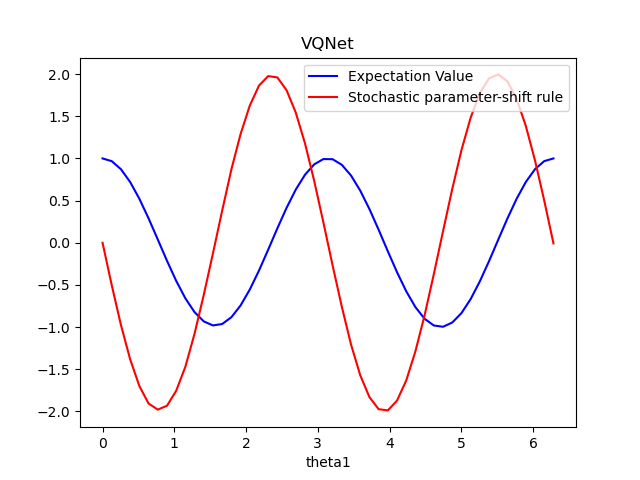 VQNet
Expectation Value
Stochastic parameter-shift rule
2.0
1.5
1.0
0.5
0.0
−0.5
−1.0
−1.5
−2.0
0 1 2 3 4 5 6
theta1